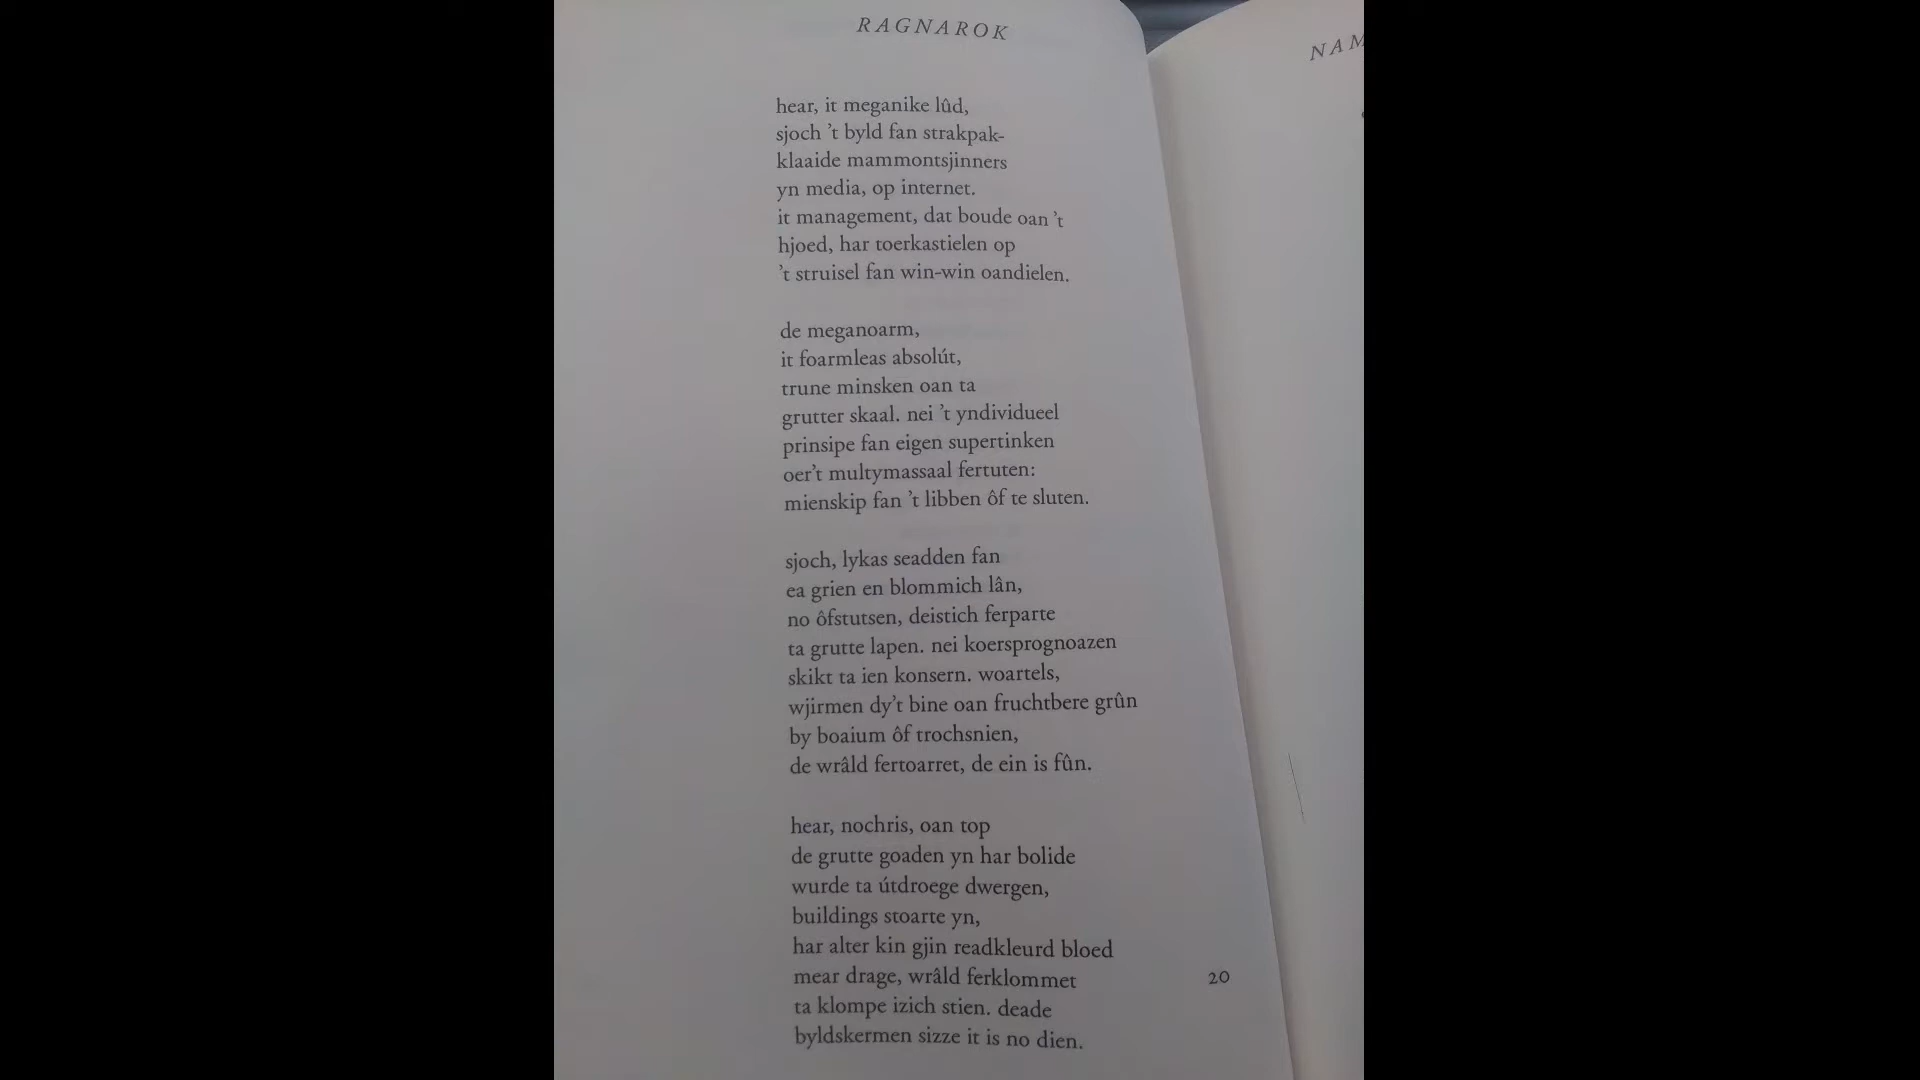 RAGNAROK
hear, it meganike lûd,
sjoch 't byld fan strakpak-
klaaide mammontsjinners
yn media, op internet.
it management, dat boude oan 't
hjoed, har toerkastielen op
't struisel fan win-win oandielen.
de meganoarm,
it foarmleas absolút,
trune minsken oan ta
grutter skaal. nei 't yndividueel
prinsipe fan eigen supertinken
oer't multymassaal fertuten:
mienskip fan 't libben ôf te sluten.
sjoch, lykas seadden fan
ea grien en blommich lân,
no ôfstutsen, deistich ferparte
ta grutte lapen. nei koersprognoazen
skikt ta ien konsern. woartels,
wjirmen dy't bine oan fruchtbere grûn
by boaium ôf trochsnien,
de wrâld fertoarret, de ein is fûn.
hear, nochris, oan top
de grutte goaden yn har bolide
wurde ta útdroege dwergen,
buildings stoarte yn,
har alter kin gjin readkleurd bloed
mear drage, wrâld ferklommet
ta klompe izich stien. deade
byldskermen sizze it is no dien.
20
NAM